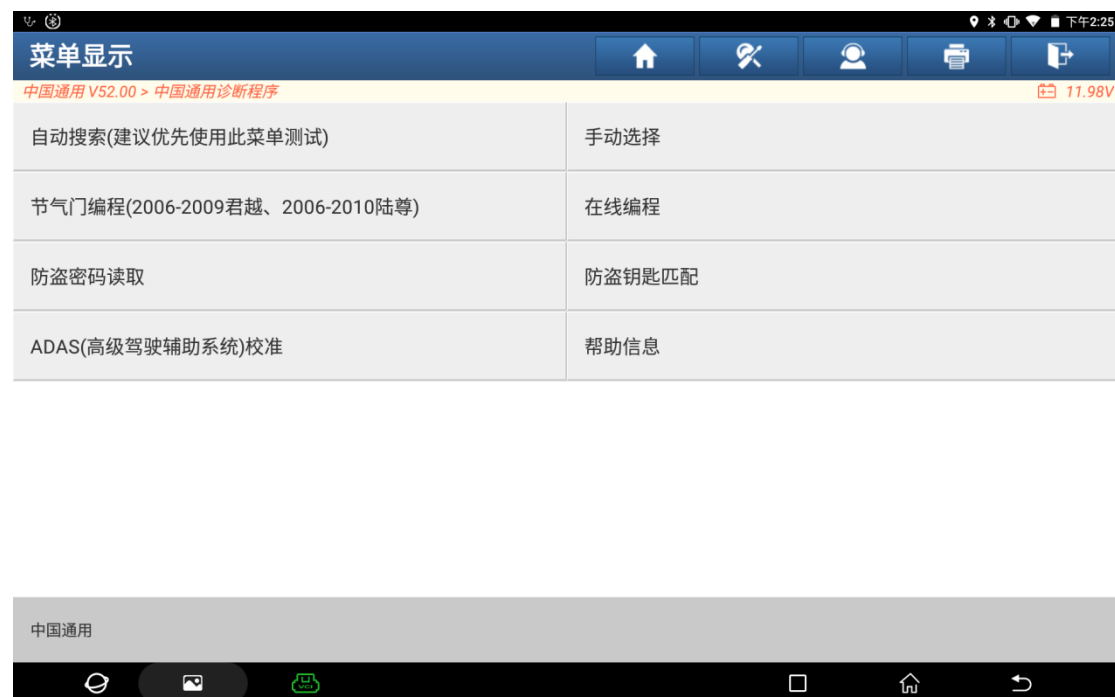 下午2:25
菜单显示
中国通用 V52.00 > 中国通用诊断程序
11.98V
自动搜索(建议优先使用此菜单测试)
手动选择
节气门编程(2006-2009君越、2006-2010陆尊)
在线编程
防盗密码读取
防盗钥匙匹配
ADAS(高级驾驶辅助系统)校准
帮助信息
中国通用
VCI